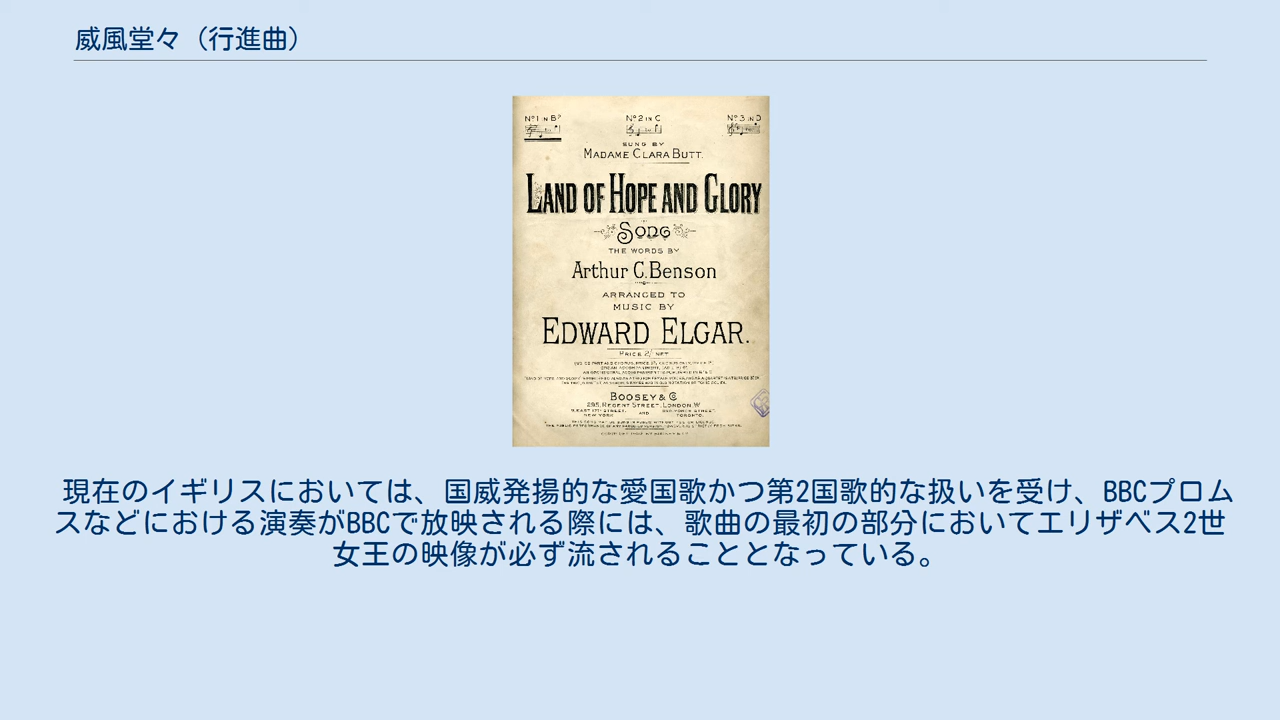 威風堂々（行進曲）
Nº1 IN B♭ Nº2 IN C Nº3 IN D
SUNG BY
MADAME CLARA BUTT.
LAND OF HOPE AND GLORY
Song
THE WORDS BY
Arthur C. Benson
ARRANGED TO
MUSIC BY
EDWARD ELGAR.
PRICE 2/ NET
BOOSEY & Co
295, REGENT STREET, LONDON, W.
NEW YORK AND TORONTO.
現在のイギリスにおいては、国威発揚的な愛国歌かつ第2国歌的な扱いを受け、BBCプロム
スなどにおける演奏がBBCで放映される際には、歌曲の最初の部分においてエリザベス2世
女王の映像が必ず流されることとなっている。